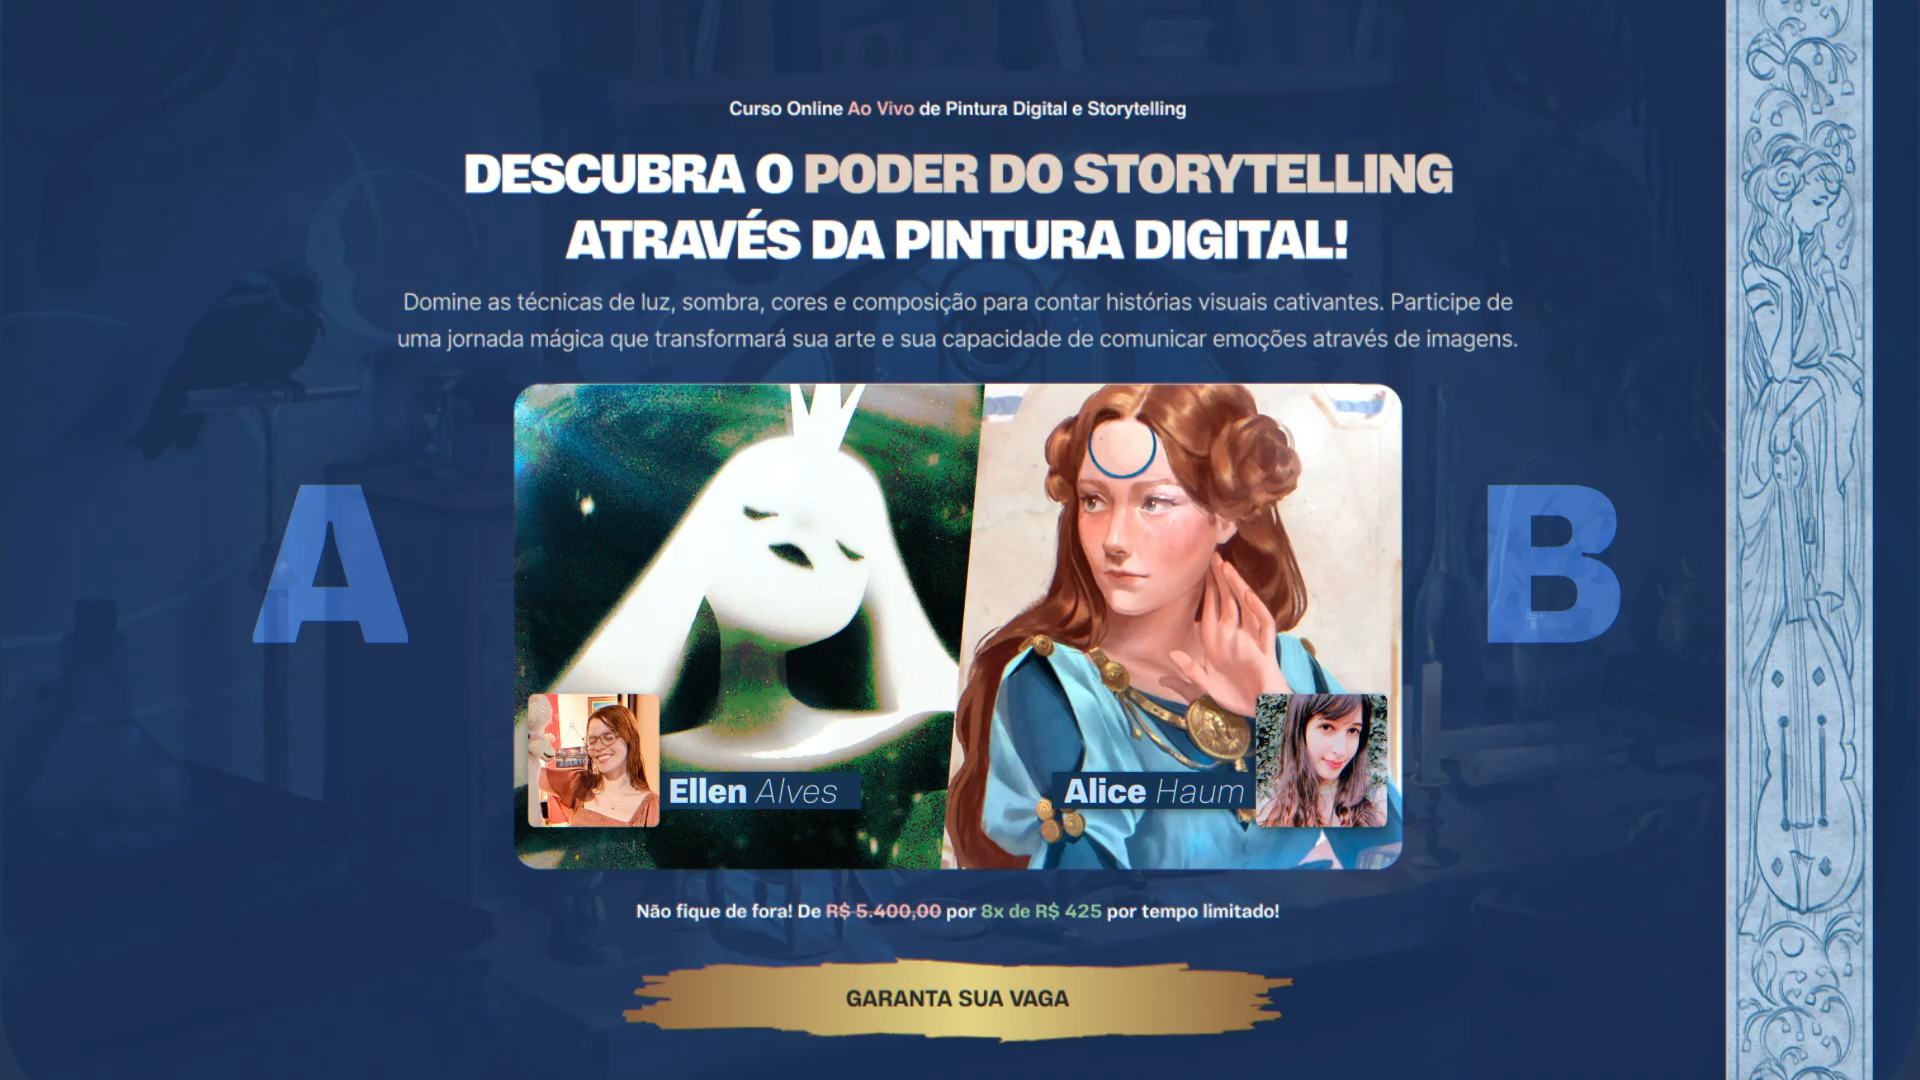 Curso Online Ao Vivo de Pintura Digital e Storytelling
DESCUBRA O PODER DO STORYTELLING
ATRAVÉS DA PINTURA DIGITAL!
Domine as técnicas de luz, sombra, cores e composição para contar histórias visuais cativantes. Participe de
uma jornada mágica que transformará sua arte e sua capacidade de comunicar emoções através de imagens.
A
B
ABERTO
Ellen Alves
Alice Haum
Não fique de fora! De R$ 5.400,00 por 8x de R$ 425 por tempo limitado!
GARANTA SUA VAGA